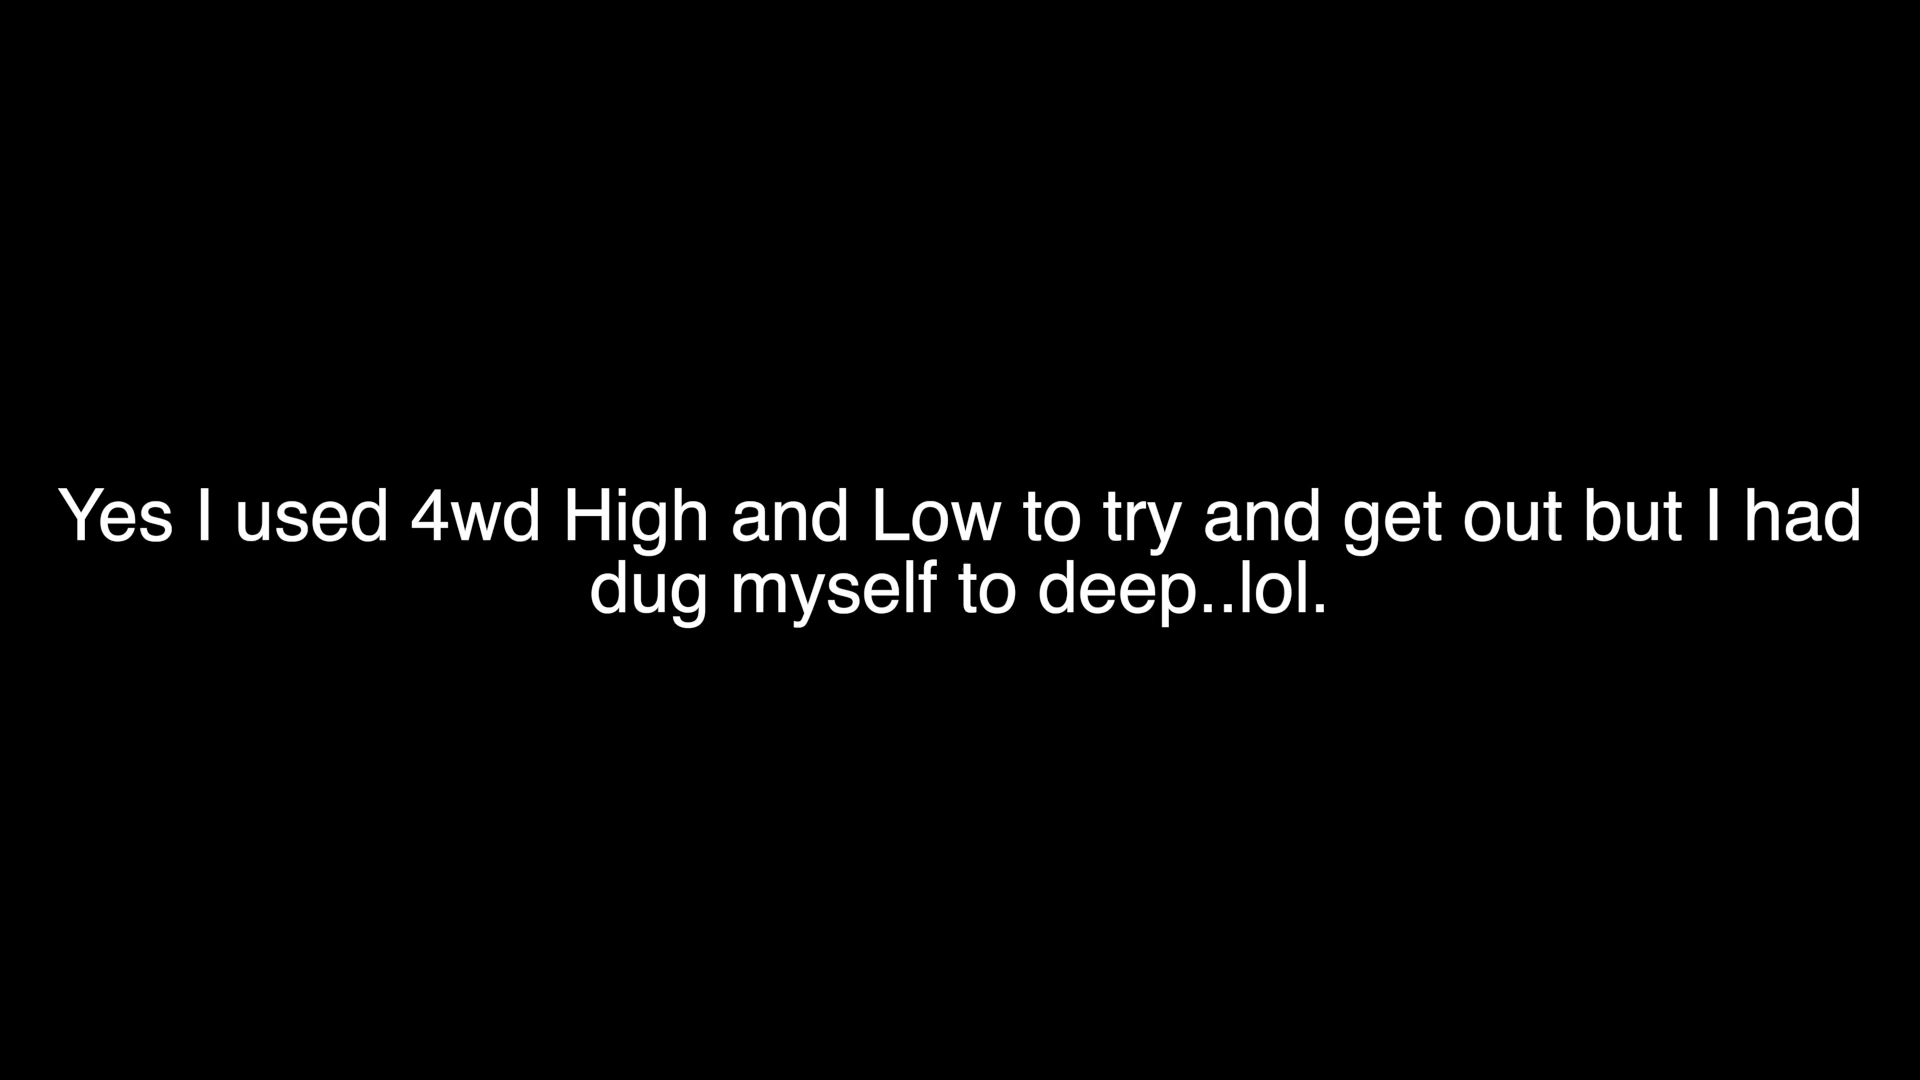 Yes I used 4wd High and Low to try and get out but I had
dug myself to deep..lol.